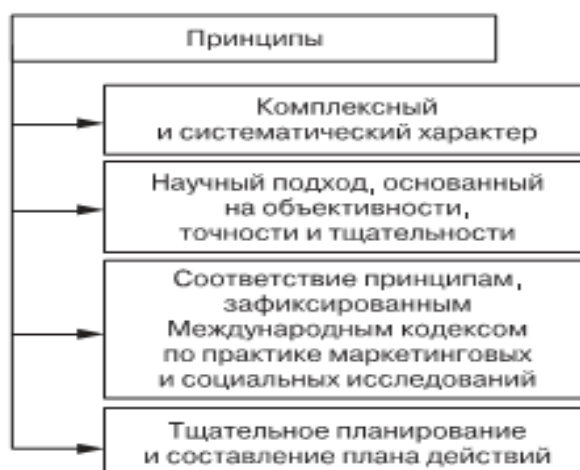 Принципы
Комплексный
и систематический характер
Научный подход, основанный
на объективности,
точности и тщательности
Соответствие принципам,
зафиксированным
Международным кодексом
по практике маркетинговых
и социальных исследований
Тщательное планирование
и составление плана действий